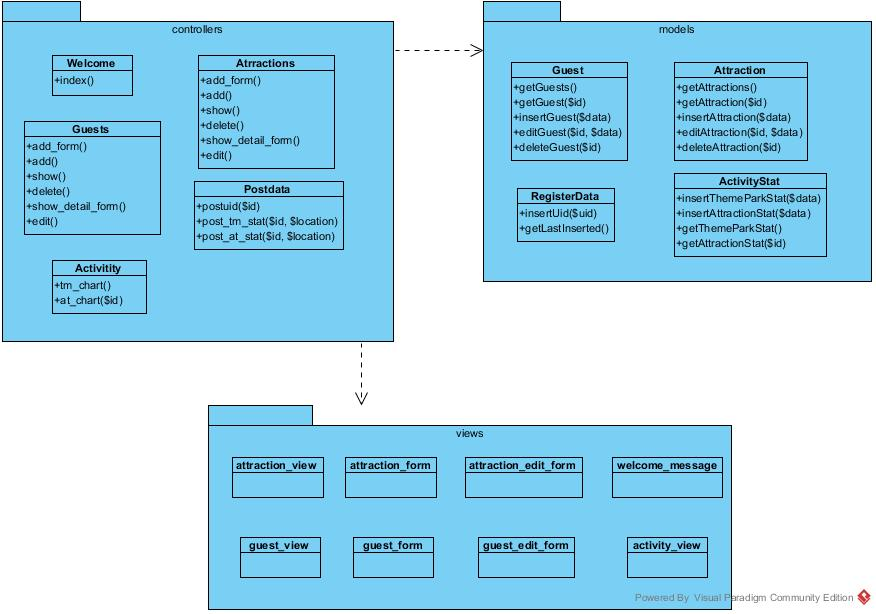 controllers
Welcome
+index()
Atrractions
+add_form()
+add()
+show()
+delete()
+show_detail_form()
+edit()
Guests
+add_form()
+add()
+show()
+delete()
+show_detail_form()
+edit()
Postdata
+postuid($id)
+post_tm_stat($id, $location)
+post_at_stat($id, $location)
Activitity
+tm_chart()
+at_chart($id)
models
Guest
+getGuests()
+getGuest($id)
+insertGuest($data)
+editGuest($id, $data)
+deleteGuest($id)
Attraction
+getAttractions()
+getAttraction($id)
+insertAttraction($data)
+editAttraction($id, $data)
+deleteAttraction($id)
RegisterData
+insertUid($uid)
+getLastInserted()
ActivityStat
+insertThemeParkStat($data)
+insertAttractionStat($data)
+getThemeParkStat()
+getAttractionStat($id)
views
attraction_view
attraction_form
attraction_edit_form
welcome_message
guest_view
guest_form
guest_edit_form
activity_view
Powered By Visual Paradigm Community Edition